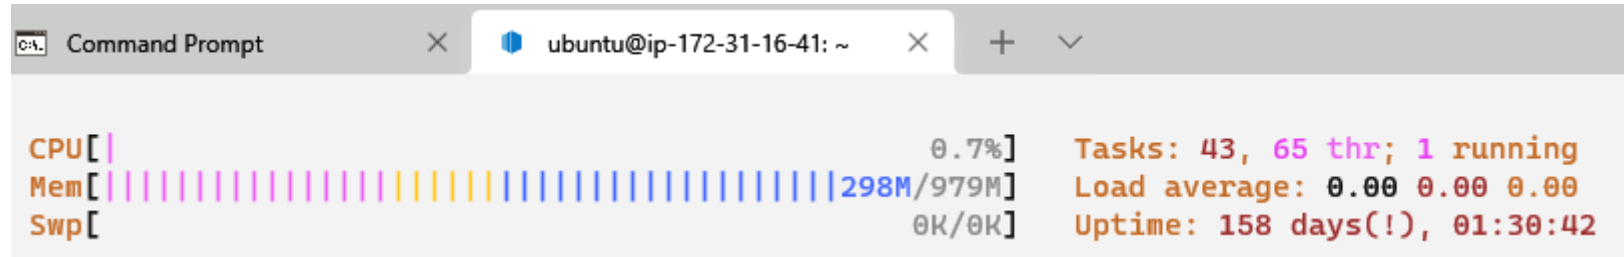 Command Prompt ubuntu@ip-172-31-16-41: ~
CPU[| 0.7%] Tasks: 43, 65 thr; 1 running
Mem[|||||||||||||||||||||||||||||||||||||||||298M/979M] Load average: 0.00 0.00 0.00
Swp[ 0K/0K] Uptime: 158 days(!), 01:30:42